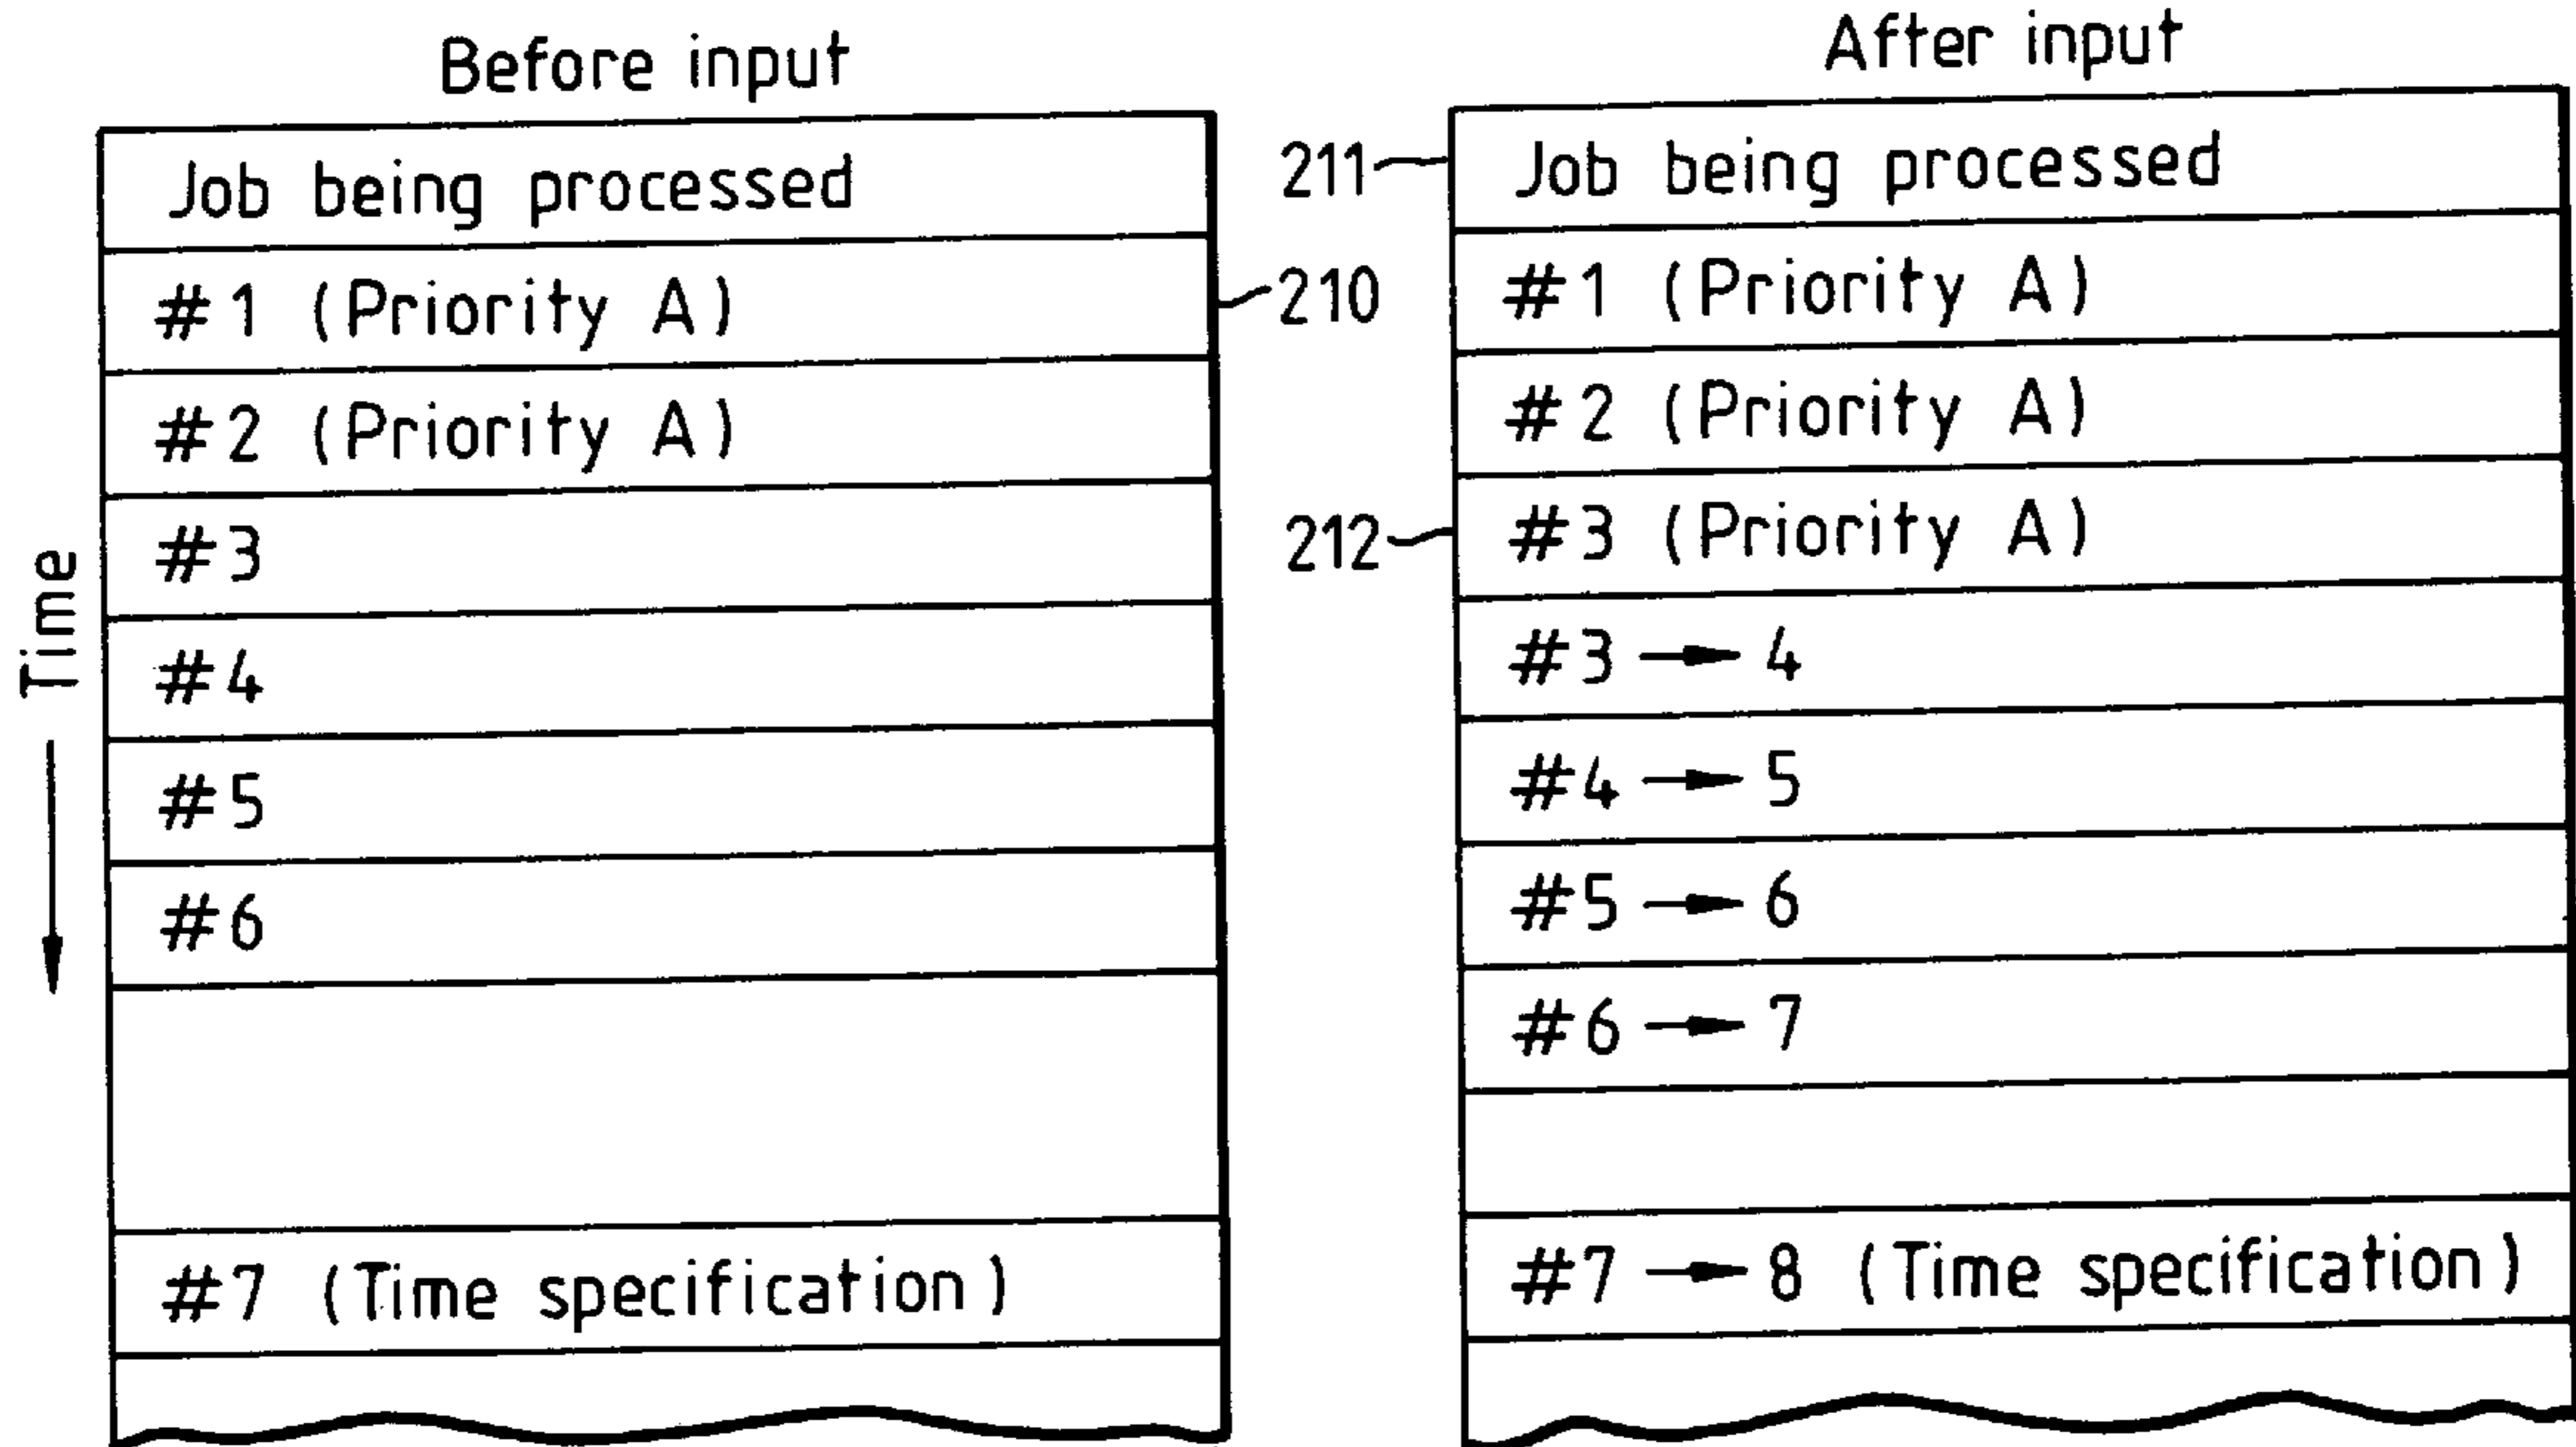 Before input
Job being processed
#1 (Priority A)
#2 (Priority A)
#3
#4
#5
#6
#7 (Time specification)
Time
210
211
212
After input
Job being processed
#1 (Priority A)
#2 (Priority A)
#3 (Priority A)
#3 → 4
#4 → 5
#5 → 6
#6 → 7
#7 → 8 (Time specification)